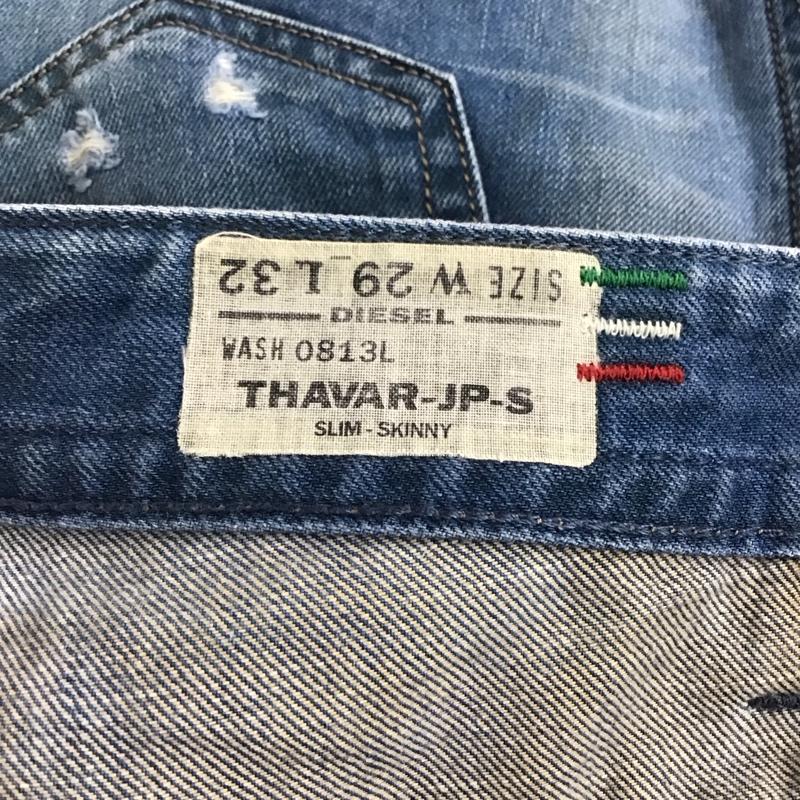 SIZE W 29 L 32
DIESEL
WASH 0813L
THAVAR-JP-S
SLIM-SKINNY